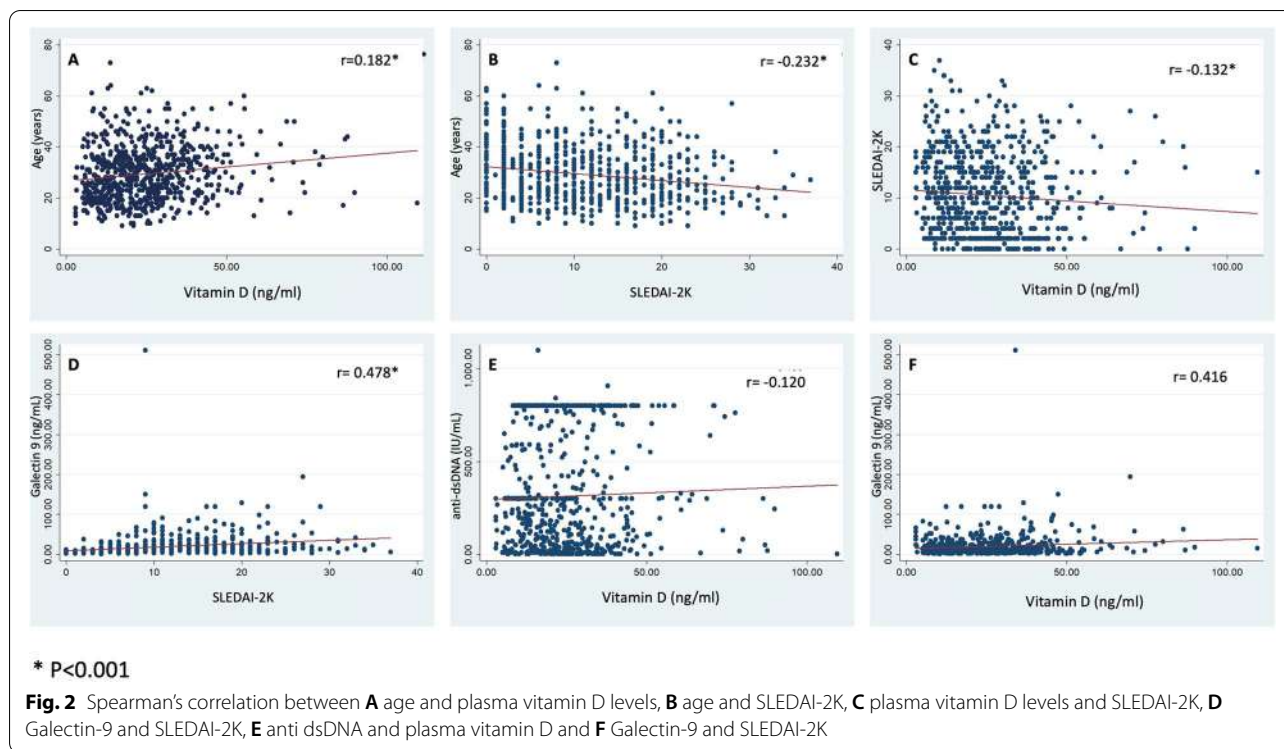 A
r=0.182*
Age (years)
80
60
40
20
0
0.00 50.00 100.00
Vitamin D (ng/ml)
B
r= -0.232*
Age (years)
80
60
40
20
0
0 10 20 30 40
SLEDAI-2K
C
r= -0.132*
SLEDAI-2K
40
30
20
10
0
0.00 50.00 100.00
Vitamin D (ng/ml)
D
r= 0.478*
Galectin 9 (ng/mL)
500.00
400.00
300.00
200.00
100.00
0.00
0 10 20 30 40
SLEDAI-2K
E
r= -0.120
anti-dsDNA (IU/mL)
1,000.00
500.00
0.00
0.00 50.00 100.00
Vitamin D (ng/ml)
F
r= 0.416
Galectin 9 (ng/mL)
500.00
400.00
300.00
200.00
100.00
0.00
0.00 50.00 100.00
Vitamin D (ng/ml)
* P<0.001
Fig. 2 Spearman's correlation between A age and plasma vitamin D levels, B age and SLEDAI-2K, C plasma vitamin D levels and SLEDAI-2K, D
Galectin-9 and SLEDAI-2K, E anti dsDNA and plasma vitamin D and F Galectin-9 and SLEDAI-2K